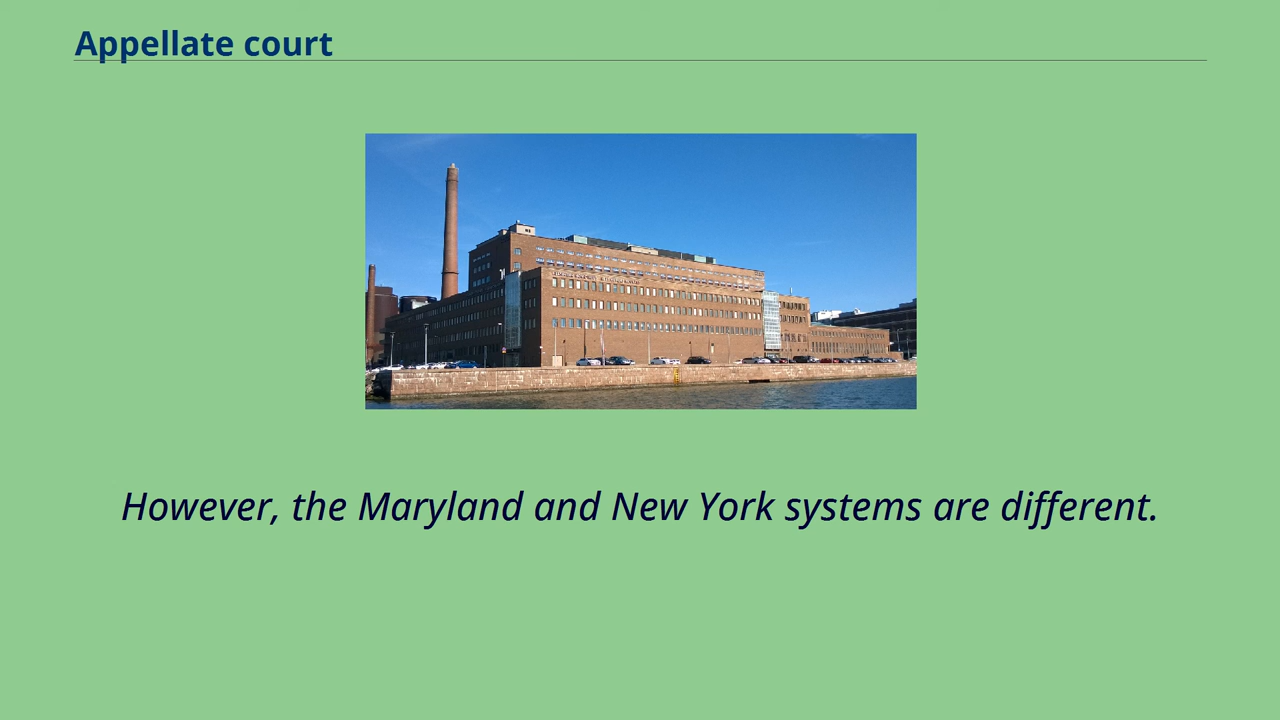 Appellate court
However, the Maryland and New York systems are different.